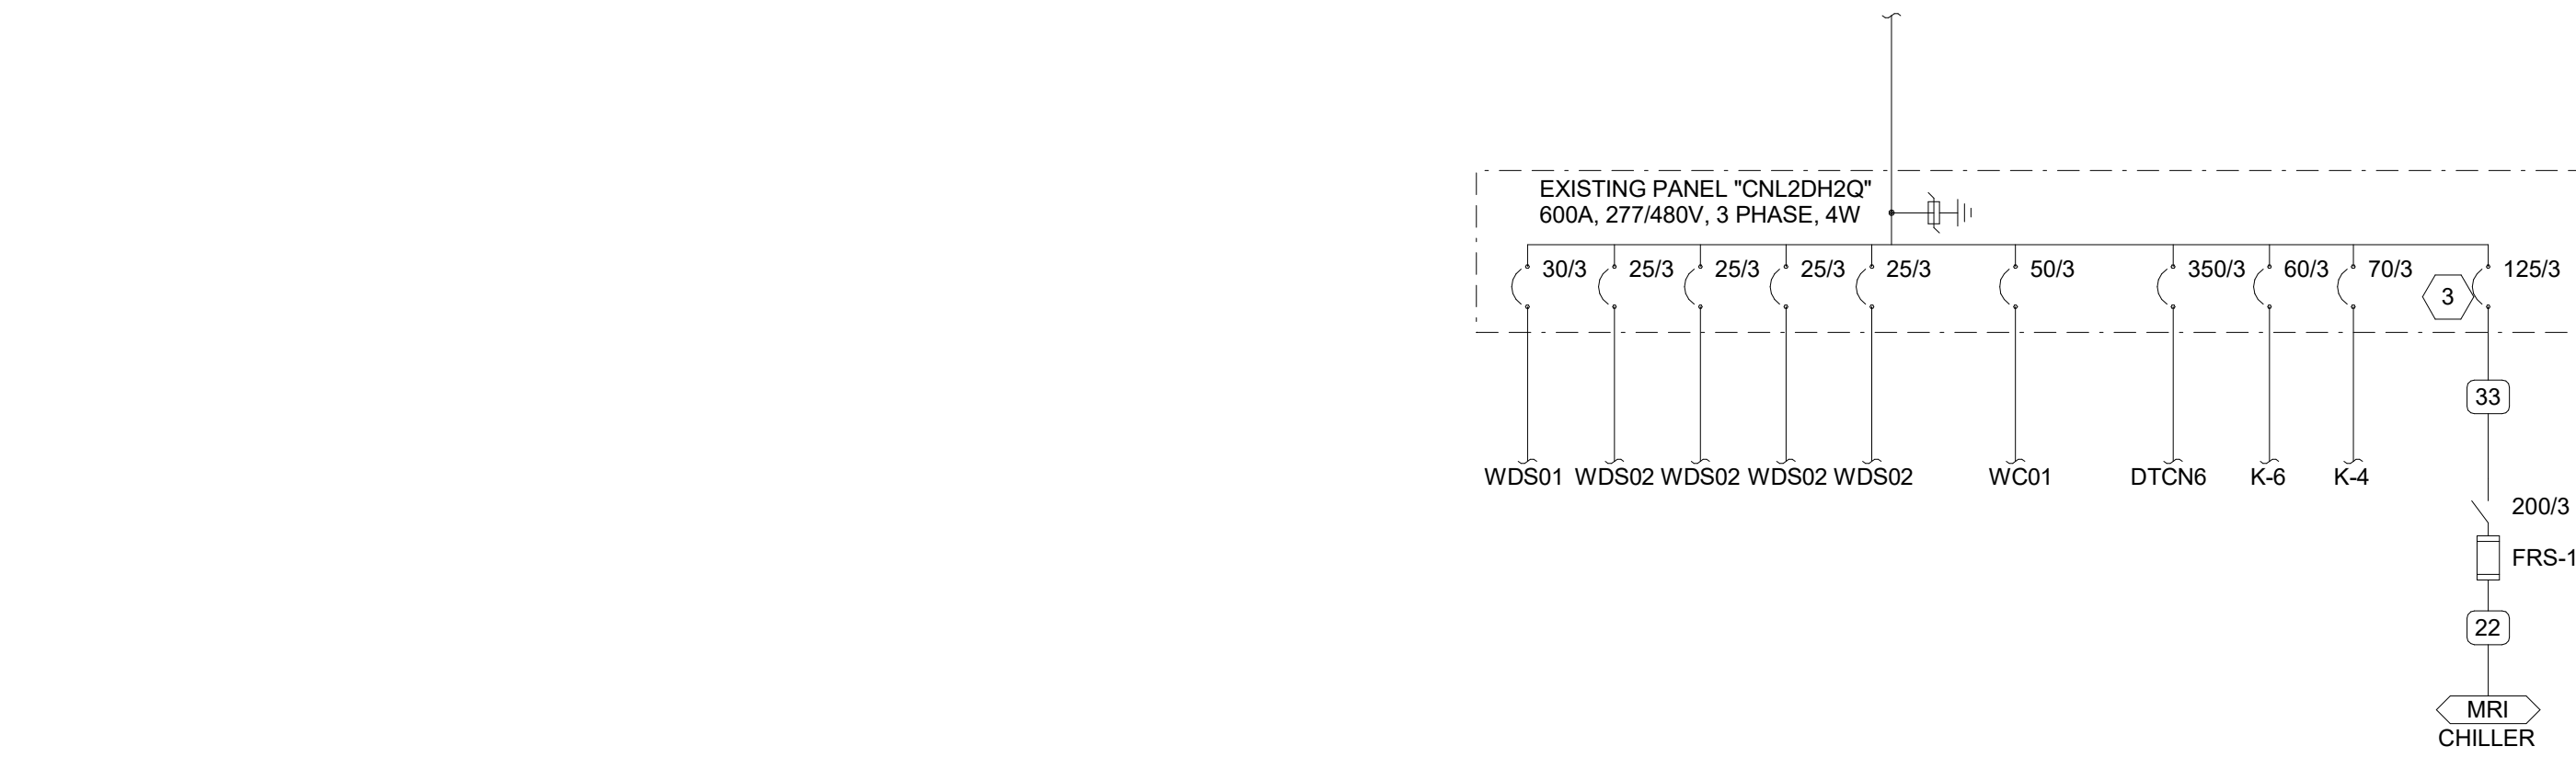 EXISTING PANEL "CNL2DH2Q"
600A, 277/480V, 3 PHASE, 4W
30/3 25/3 25/3 25/3 25/3 50/3 350/3 60/3 70/3 3 125/3
33
WDS01 WDS02 WDS02 WDS02 WDS02 WC01 DTCN6 K-6 K-4
200/3
FRS-1
22
MRI
CHILLER